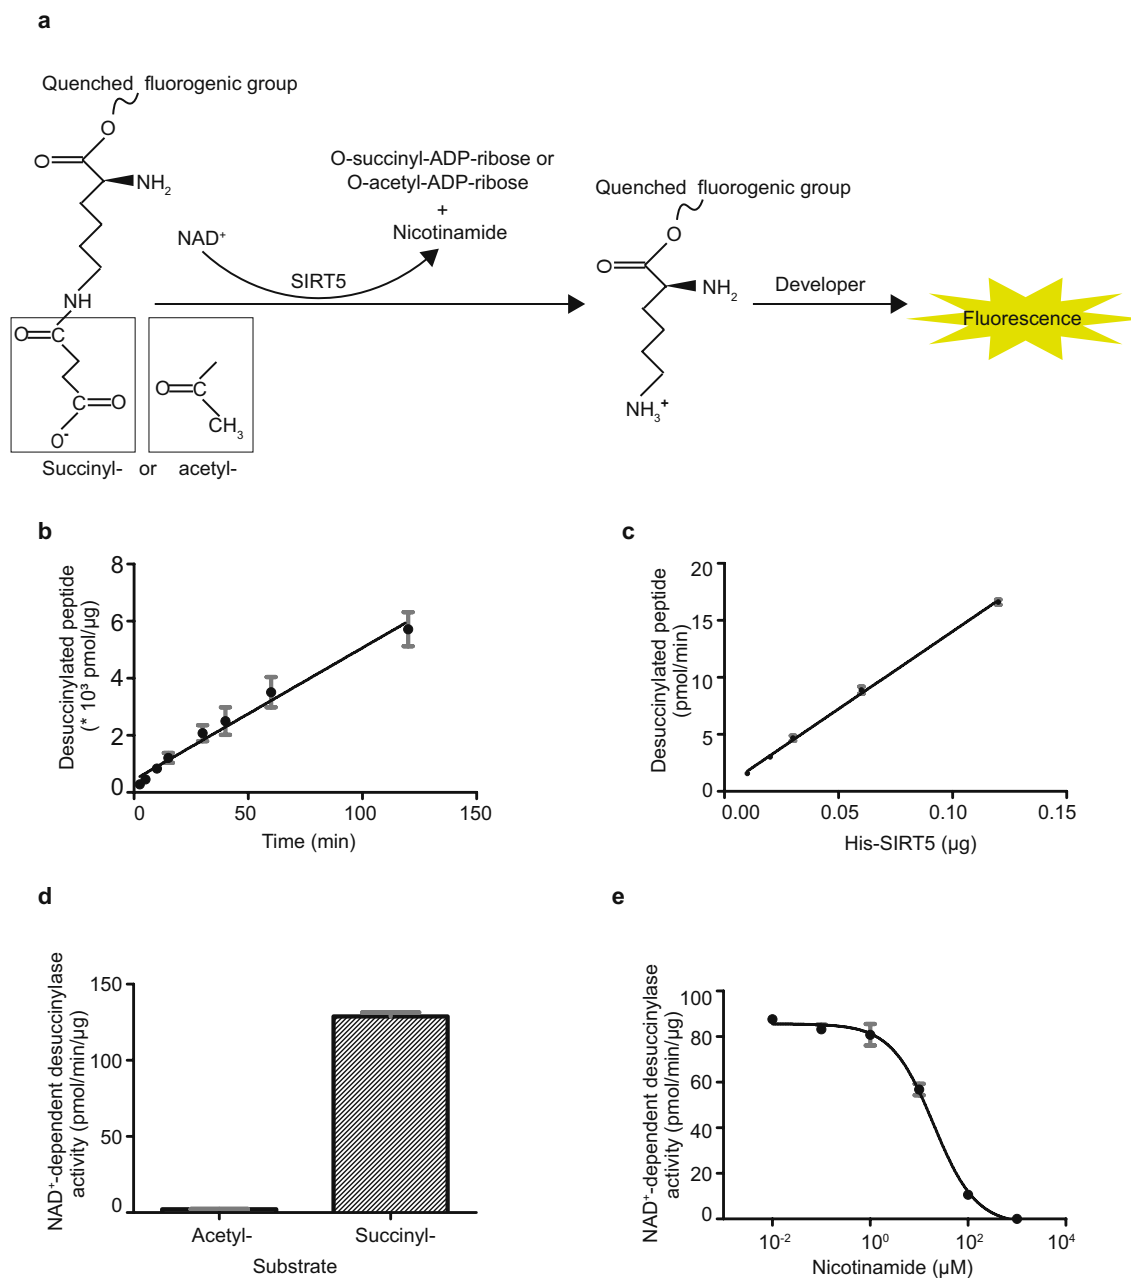 a
Quenched fluorogenic group
O
O
NH2
NH
O
C
C
O
O-
O
C
CH3
Succinyl- or acetyl-
NAD+
SIRT5
O-succinyl-ADP-ribose or
O-acetyl-ADP-ribose
+
Nicotinamide
Quenched fluorogenic group
O
O
C
NH2
NH3+
Developer
Fluorescence
b
Desuccinylated peptide
(* 10³ pmol/µg)
8
6
4
2
0
0 50 100 150
Time (min)
c
Desuccinylated peptide
(pmol/min)
20
15
10
5
0
0.00 0.05 0.10 0.15
His-SIRT5 (µg)
d
NAD+-dependent desuccinylase
activity (pmol/min/µg)
150
100
50
0
Acetyl- Succinyl-
Substrate
e
NAD+-dependent desuccinylase
activity (pmol/min/µg)
100
80
60
40
20
0
10-2 100 102 104
Nicotinamide (µM)